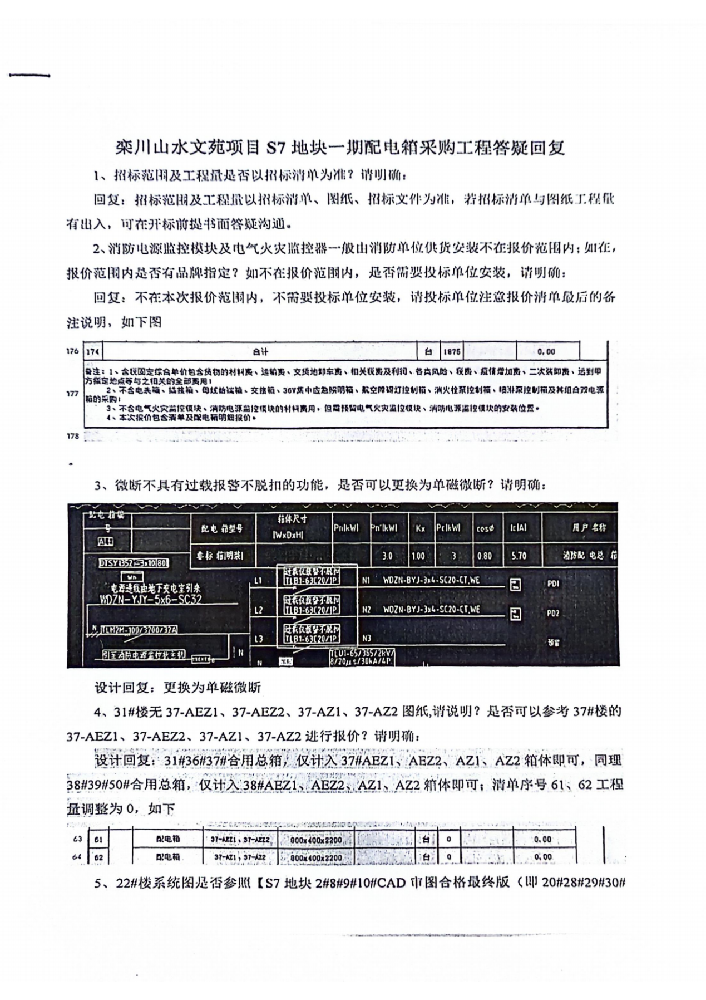 栾川山水文苑项目 S7 地块一期配电箱采购工程答疑回复
1、招标范围及工程量是否以招标清单为准？请明确：
回复：招标范围及工程量以招标清单、图纸、招标文件为准，若招标清单与图纸工程量
有出入，可在开标前提书面答疑沟通。
2、消防电源监控模块及电气火灾监控器一般由消防单位供货安装不在报价范围内；如在，
报价范围内是否有品牌指定？如不在报价范围内，是否需要投标单位安装，请明确：
回复：不在本次报价范围内，不需要投标单位安装，请投标单位注意报价清单最后的备
注说明，如下图
176 174 合计 台 1875 0.00
备注：1、含税固定综合单价包含货物的材料费、运输费、交货地卸车费、相关税费及利润、各类风险、税费、疫情增加费、二次装卸费、运到甲
方指定地点等与之相关的全部费用；
177 2、不含电表箱、插接箱、母线始端箱、交接箱、36V集中应急照明箱、航空障碍灯控制箱、消火栓泵控制箱、喷淋泵控制箱及其组合双电源
箱的采购；
3、不含电气火灾监控模块、消防电源监控模块的材料费用，但需预留电气火灾监控模块、消防电源监控模块的安装位置。
4、本次报价包含清单及配电箱明细报价。
178
。
3、微断不具有过载报警不脱扣的功能，是否可以更换为单磁微断？请明确：
配电箱编号 配电箱型号 箱体尺寸 Pn(kW) Pn'(kW) Kx Pc(kW) cosø Ic(A) 用户名称
(WxDxH)
非标箱(明装) 3.0 1.00 3 0.80 5.70 消防配电总箱
DTSY1352-3x10(80)
Wh
电源进线由地下变电室引来
WDZN-YJY-5x6-SC32
L1 过载仅报警不脱扣 TLB1-63C20/1P N1 WDZN-BYJ-3x4-SC20-CT,WE PD1
L2 过载仅报警不脱扣 TLB1-63C20/1P N2 WDZN-BYJ-3x4-SC20-CT,WE PD2
N TLM2M-100/3200/32A
L3 过载仅报警不脱扣 TLB1-63C20/1P N3 预留
引至消防电源监控主机
N
N TLU1-65/385/2kV/
8/20μs/30kA/4P
设计回复：更换为单磁微断
4、31#楼无 37-AEZ1、37-AEZ2、37-AZ1、37-AZ2 图纸,请说明？是否可以参考 37#楼的
37-AEZ1、37-AEZ2、37-AZ1、37-AZ2 进行报价？请明确：
设计回复：31#36#37#合用总箱，仅计入 37#AEZ1、AEZ2、AZ1、AZ2 箱体即可，同理
38#39#50#合用总箱，仅计入 38#AEZ1、AEZ2、AZ1、AZ2 箱体即可；清单序号 61、62 工程
量调整为 0，如下
63 61 配电箱 37-AEZ1、37-AEZ2 800x400x2200 台 0 0.00
64 62 配电箱 37-AZ1、37-AZ2 800x400x2200 台 0 0.00
5、22#楼系统图是否参照【S7 地块 2#8#9#10#CAD 审图合格最终版（即 20#28#29#30#